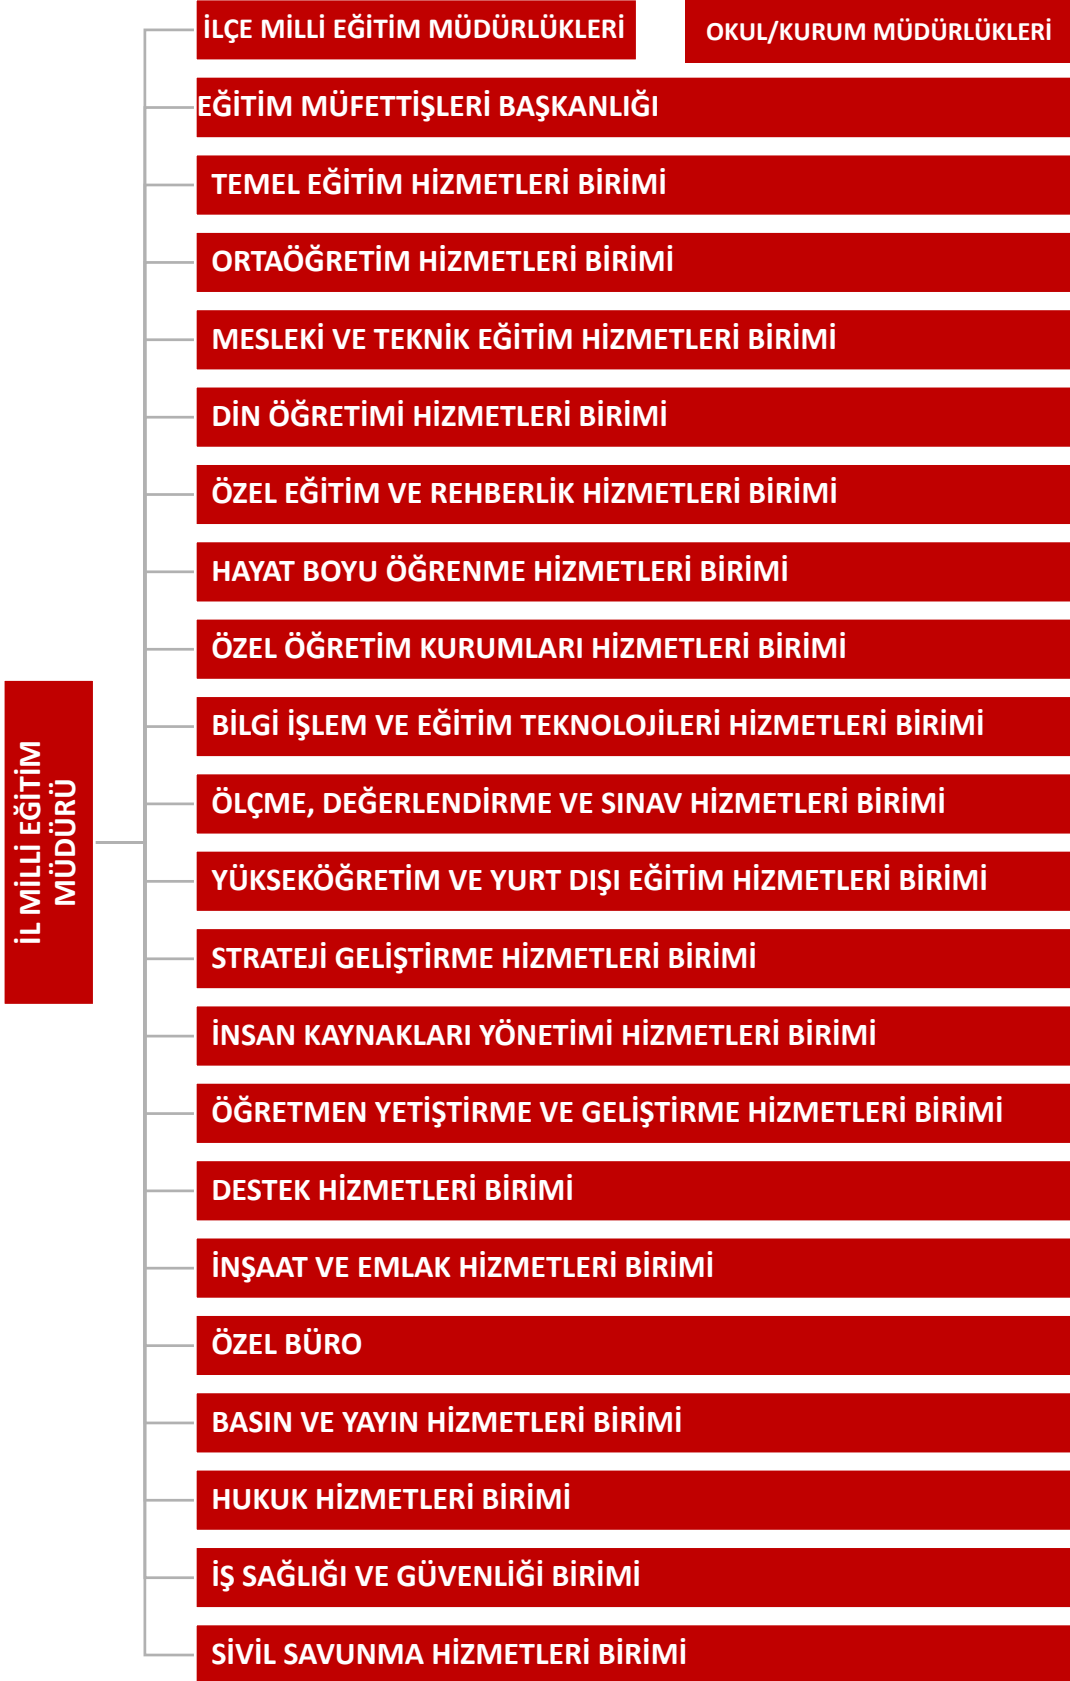 İLÇE MİLLİ EĞİTİM MÜDÜRLÜKLERİ
OKUL/KURUM MÜDÜRLÜKLERİ
EĞİTİM MÜFETTİŞLERİ BAŞKANLIĞI
TEMEL EĞİTİM HİZMETLERİ BİRİMİ
ORTAÖĞRETİM HİZMETLERİ BİRİMİ
MESLEKİ VE TEKNİK EĞİTİM HİZMETLERİ BİRİMİ
DİN ÖĞRETİMİ HİZMETLERİ BİRİMİ
ÖZEL EĞİTİM VE REHBERLİK HİZMETLERİ BİRİMİ
HAYAT BOYU ÖĞRENME HİZMETLERİ BİRİMİ
ÖZEL ÖĞRETİM KURUMLARI HİZMETLERİ BİRİMİ
BİLGİ İŞLEM VE EĞİTİM TEKNOLOJİLERİ HİZMETLERİ BİRİMİ
ÖLÇME, DEĞERLENDİRME VE SINAV HİZMETLERİ BİRİMİ
YÜKSEKÖĞRETİM VE YURT DIŞI EĞİTİM HİZMETLERİ BİRİMİ
STRATEJİ GELİŞTİRME HİZMETLERİ BİRİMİ
İNSAN KAYNAKLARI YÖNETİMİ HİZMETLERİ BİRİMİ
ÖĞRETMEN YETİŞTİRME VE GELİŞTİRME HİZMETLERİ BİRİMİ
DESTEK HİZMETLERİ BİRİMİ
İNŞAAT VE EMLAK HİZMETLERİ BİRİMİ
ÖZEL BÜRO
BASIN VE YAYIN HİZMETLERİ BİRİMİ
HUKUK HİZMETLERİ BİRİMİ
İŞ SAĞLIĞI VE GÜVENLİĞİ BİRİMİ
SİVİL SAVUNMA HİZMETLERİ BİRİMİ
İL MİLLİ EĞİTİM
MÜDÜRÜ